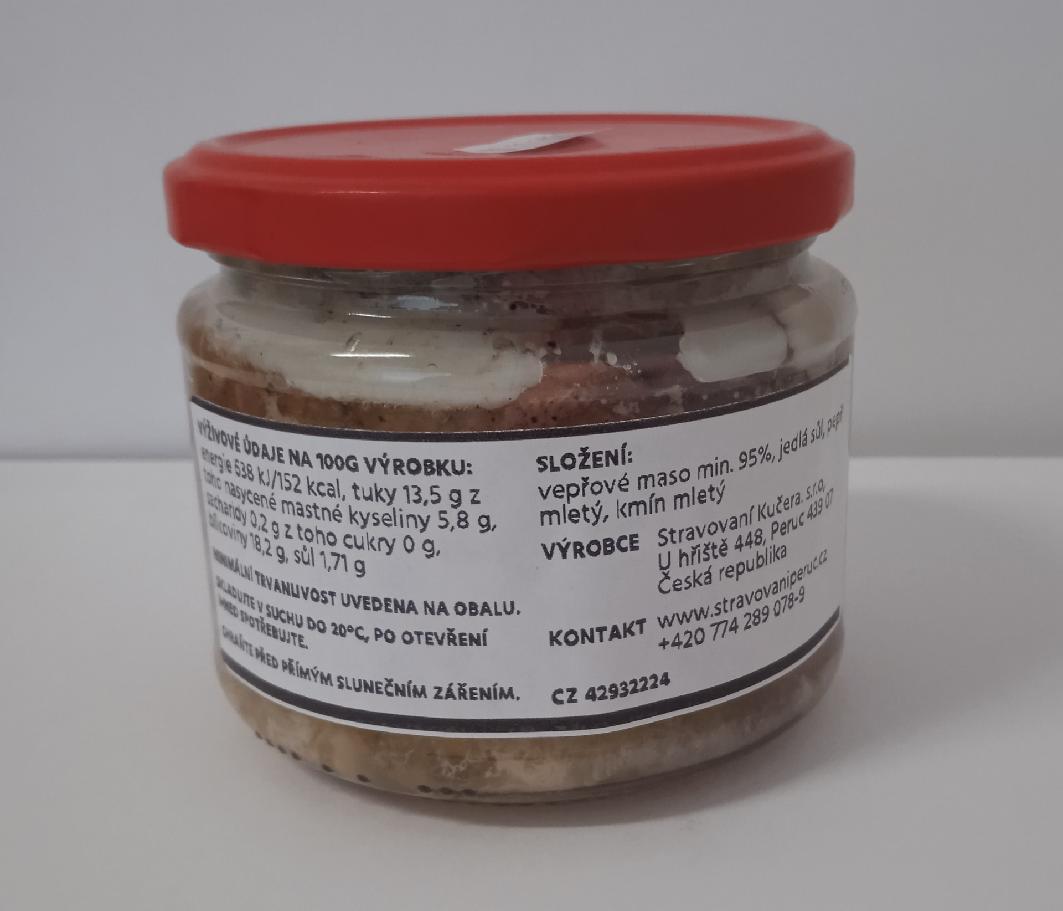 VÝŽIVOVÉ ÚDAJE NA 100G VÝROBKU:
energie 638 kJ/152 kcal, tuky 13,5 g z
toho nasycené mastné kyseliny 5,8 g,
sacharidy 0,2 g z toho cukry 0 g,
bílkoviny 18,2 g, sůl 1,71 g
MINIMÁLNÍ TRVANLIVOST UVEDENA NA OBALU.
SKLADUJTE V SUCHU DO 20°C, PO OTEVŘENÍ
IHNED SPOTŘEBUJTE.
CHRAŇTE PŘED PŘÍMÝM SLUNEČNÍM ZÁŘENÍM.
SLOŽENÍ:
vepřové maso min. 95%, jedlá sůl, pepř
mletý, kmín mletý
VÝROBCE
Stravovaní Kučera. s.r.o,
U hřiště 448, Peruc 439 07
Česká republika
KONTAKT
www.stravovaniperuc.cz
+420 774 289 078-9
CZ 42932224